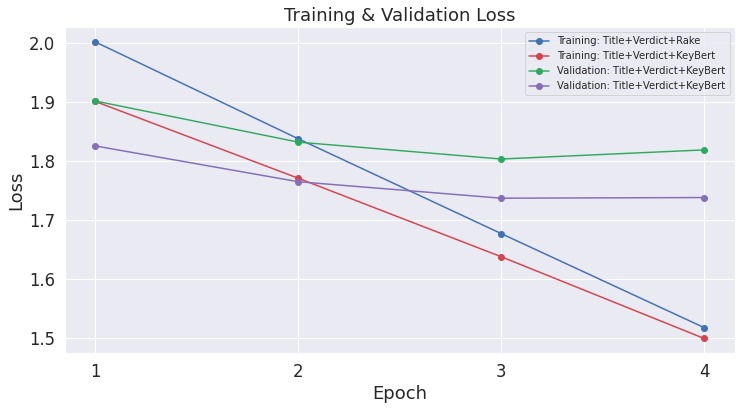 Training & Validation Loss
Training: Title+Verdict+Rake
Training: Title+Verdict+KeyBert
Validation: Title+Verdict+KeyBert
Validation: Title+Verdict+KeyBert
2.0
1.9
1.8
1.7
1.6
1.5
Loss
1 2 3 4
Epoch